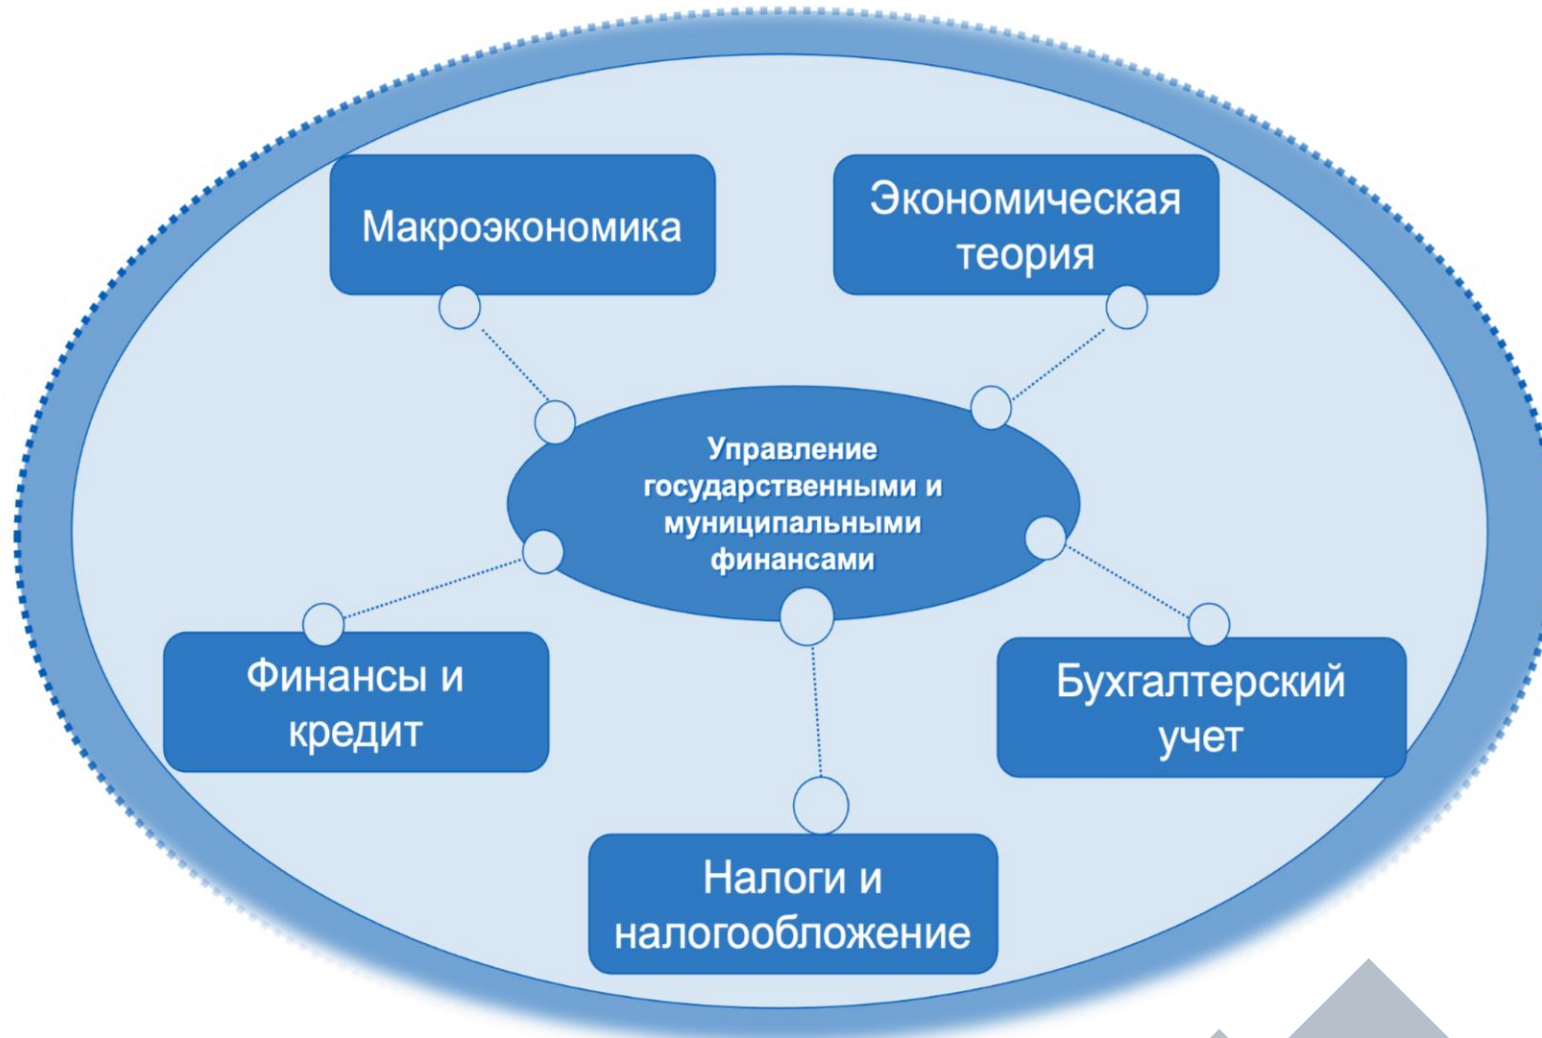 Макроэкономика
Экономическая
теория
Управление
государственными и
муниципальными
финансами
Финансы и
кредит
Бухгалтерский
учет
Налоги и
налогообложение